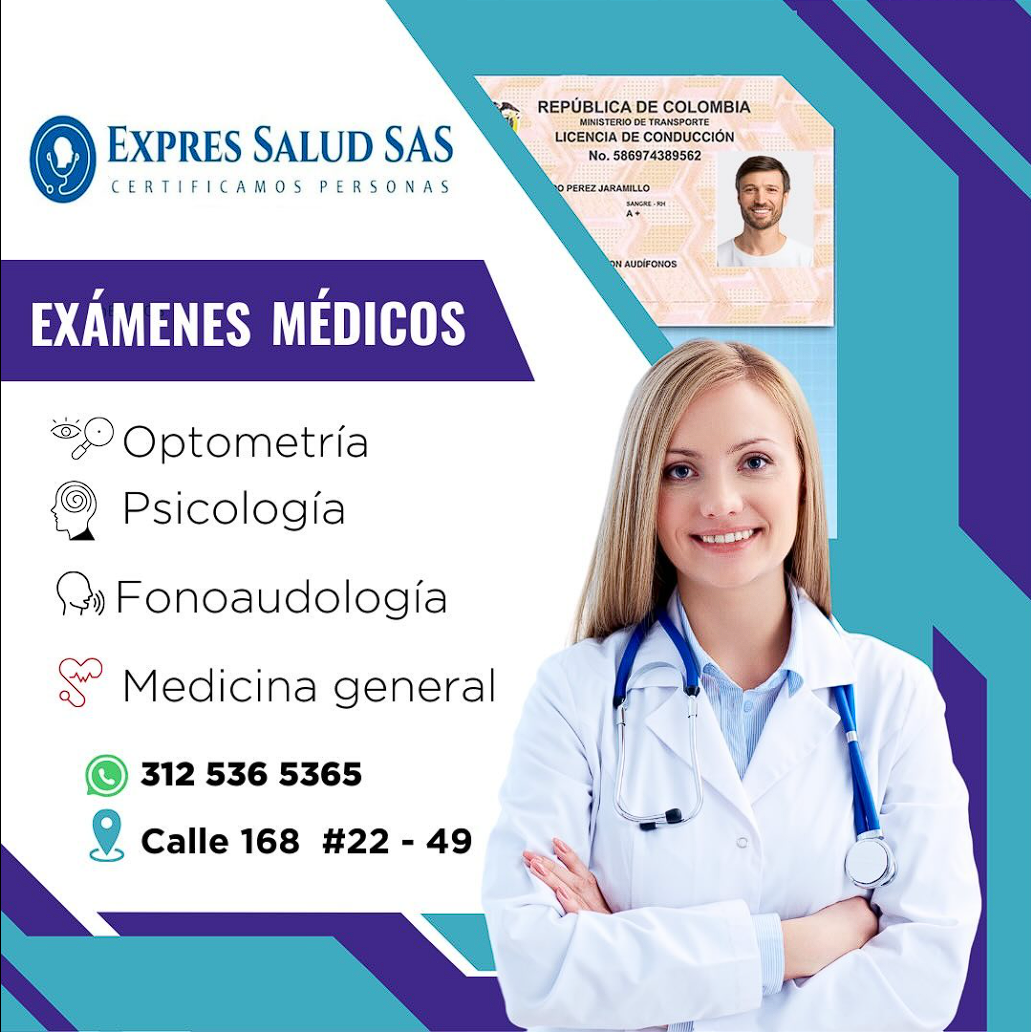 EXPRES SALUD SAS
CERTIFICAMOS PERSONAS
REPÚBLICA DE COLOMBIA
MINISTERIO DE TRANSPORTE
LICENCIA DE CONDUCCIÓN
No. 586974389562
PEREZ JARAMILLO
SANGRE - RH
A +
AUDÍFONOS
EXÁMENES MÉDICOS
Optometría
Psicología
Fonoaudología
Medicina general
312 536 5365
Calle 168 #22 - 49